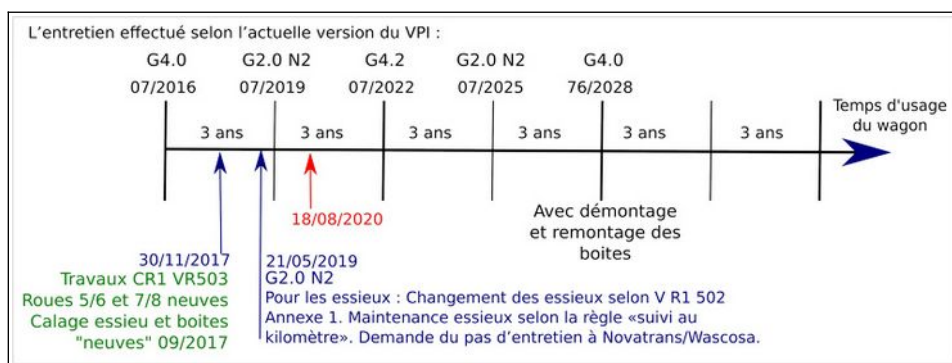 L’entretien effectué selon l’actuelle version du VPI :
G4.0 G2.0 N2 G4.2 G2.0 N2 G4.0
07/2016 07/2019 07/2022 07/2025 76/2028
Temps d'usage
du wagon
3 ans 3 ans 3 ans 3 ans 3 ans 3 ans
18/08/2020
Avec démontage
et remontage des
boites
30/11/2017
Travaux CR1 VR503
Roues 5/6 et 7/8 neuves
Calage essieu et boites
"neuves" 09/2017
21/05/2019
G2.0 N2
Pour les essieux : Changement des essieux selon V R1 502
Annexe 1. Maintenance essieux selon la règle «suivi au
kilomètre». Demande du pas d’entretien à Novatrans/Wascosa.